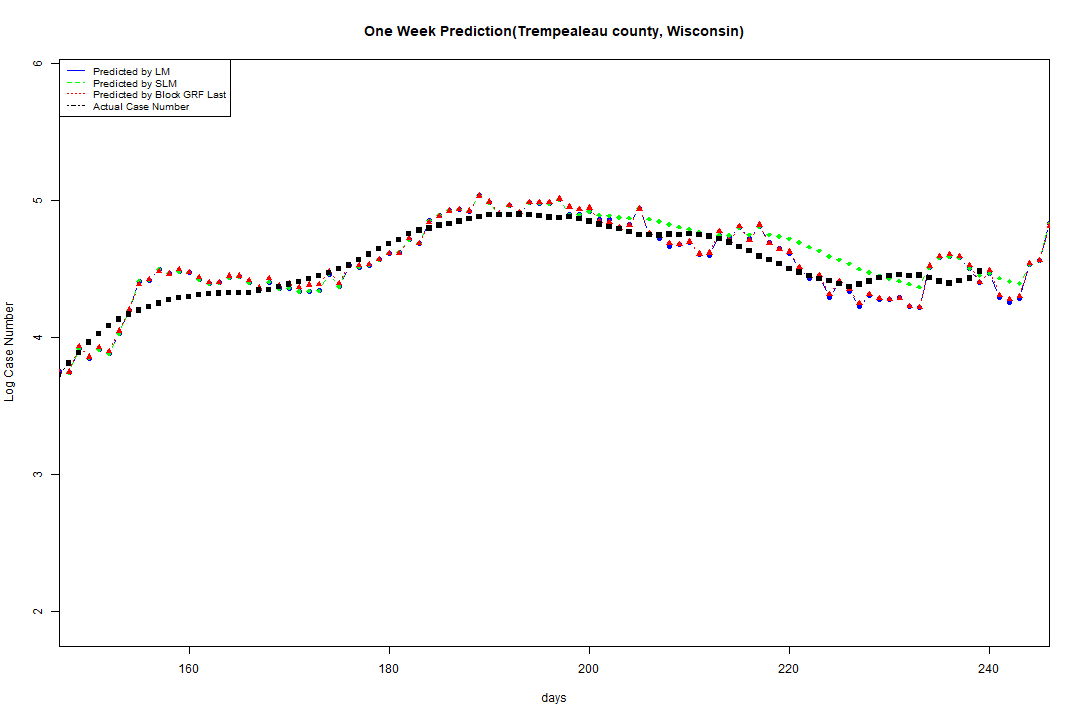 One Week Prediction(Trempealeau county, Wisconsin)
Predicted by LM
Predicted by SLM
Predicted by Block GRF Last
Actual Case Number
6
5
4
3
2
Log Case Number
160
180
200
220
240
days